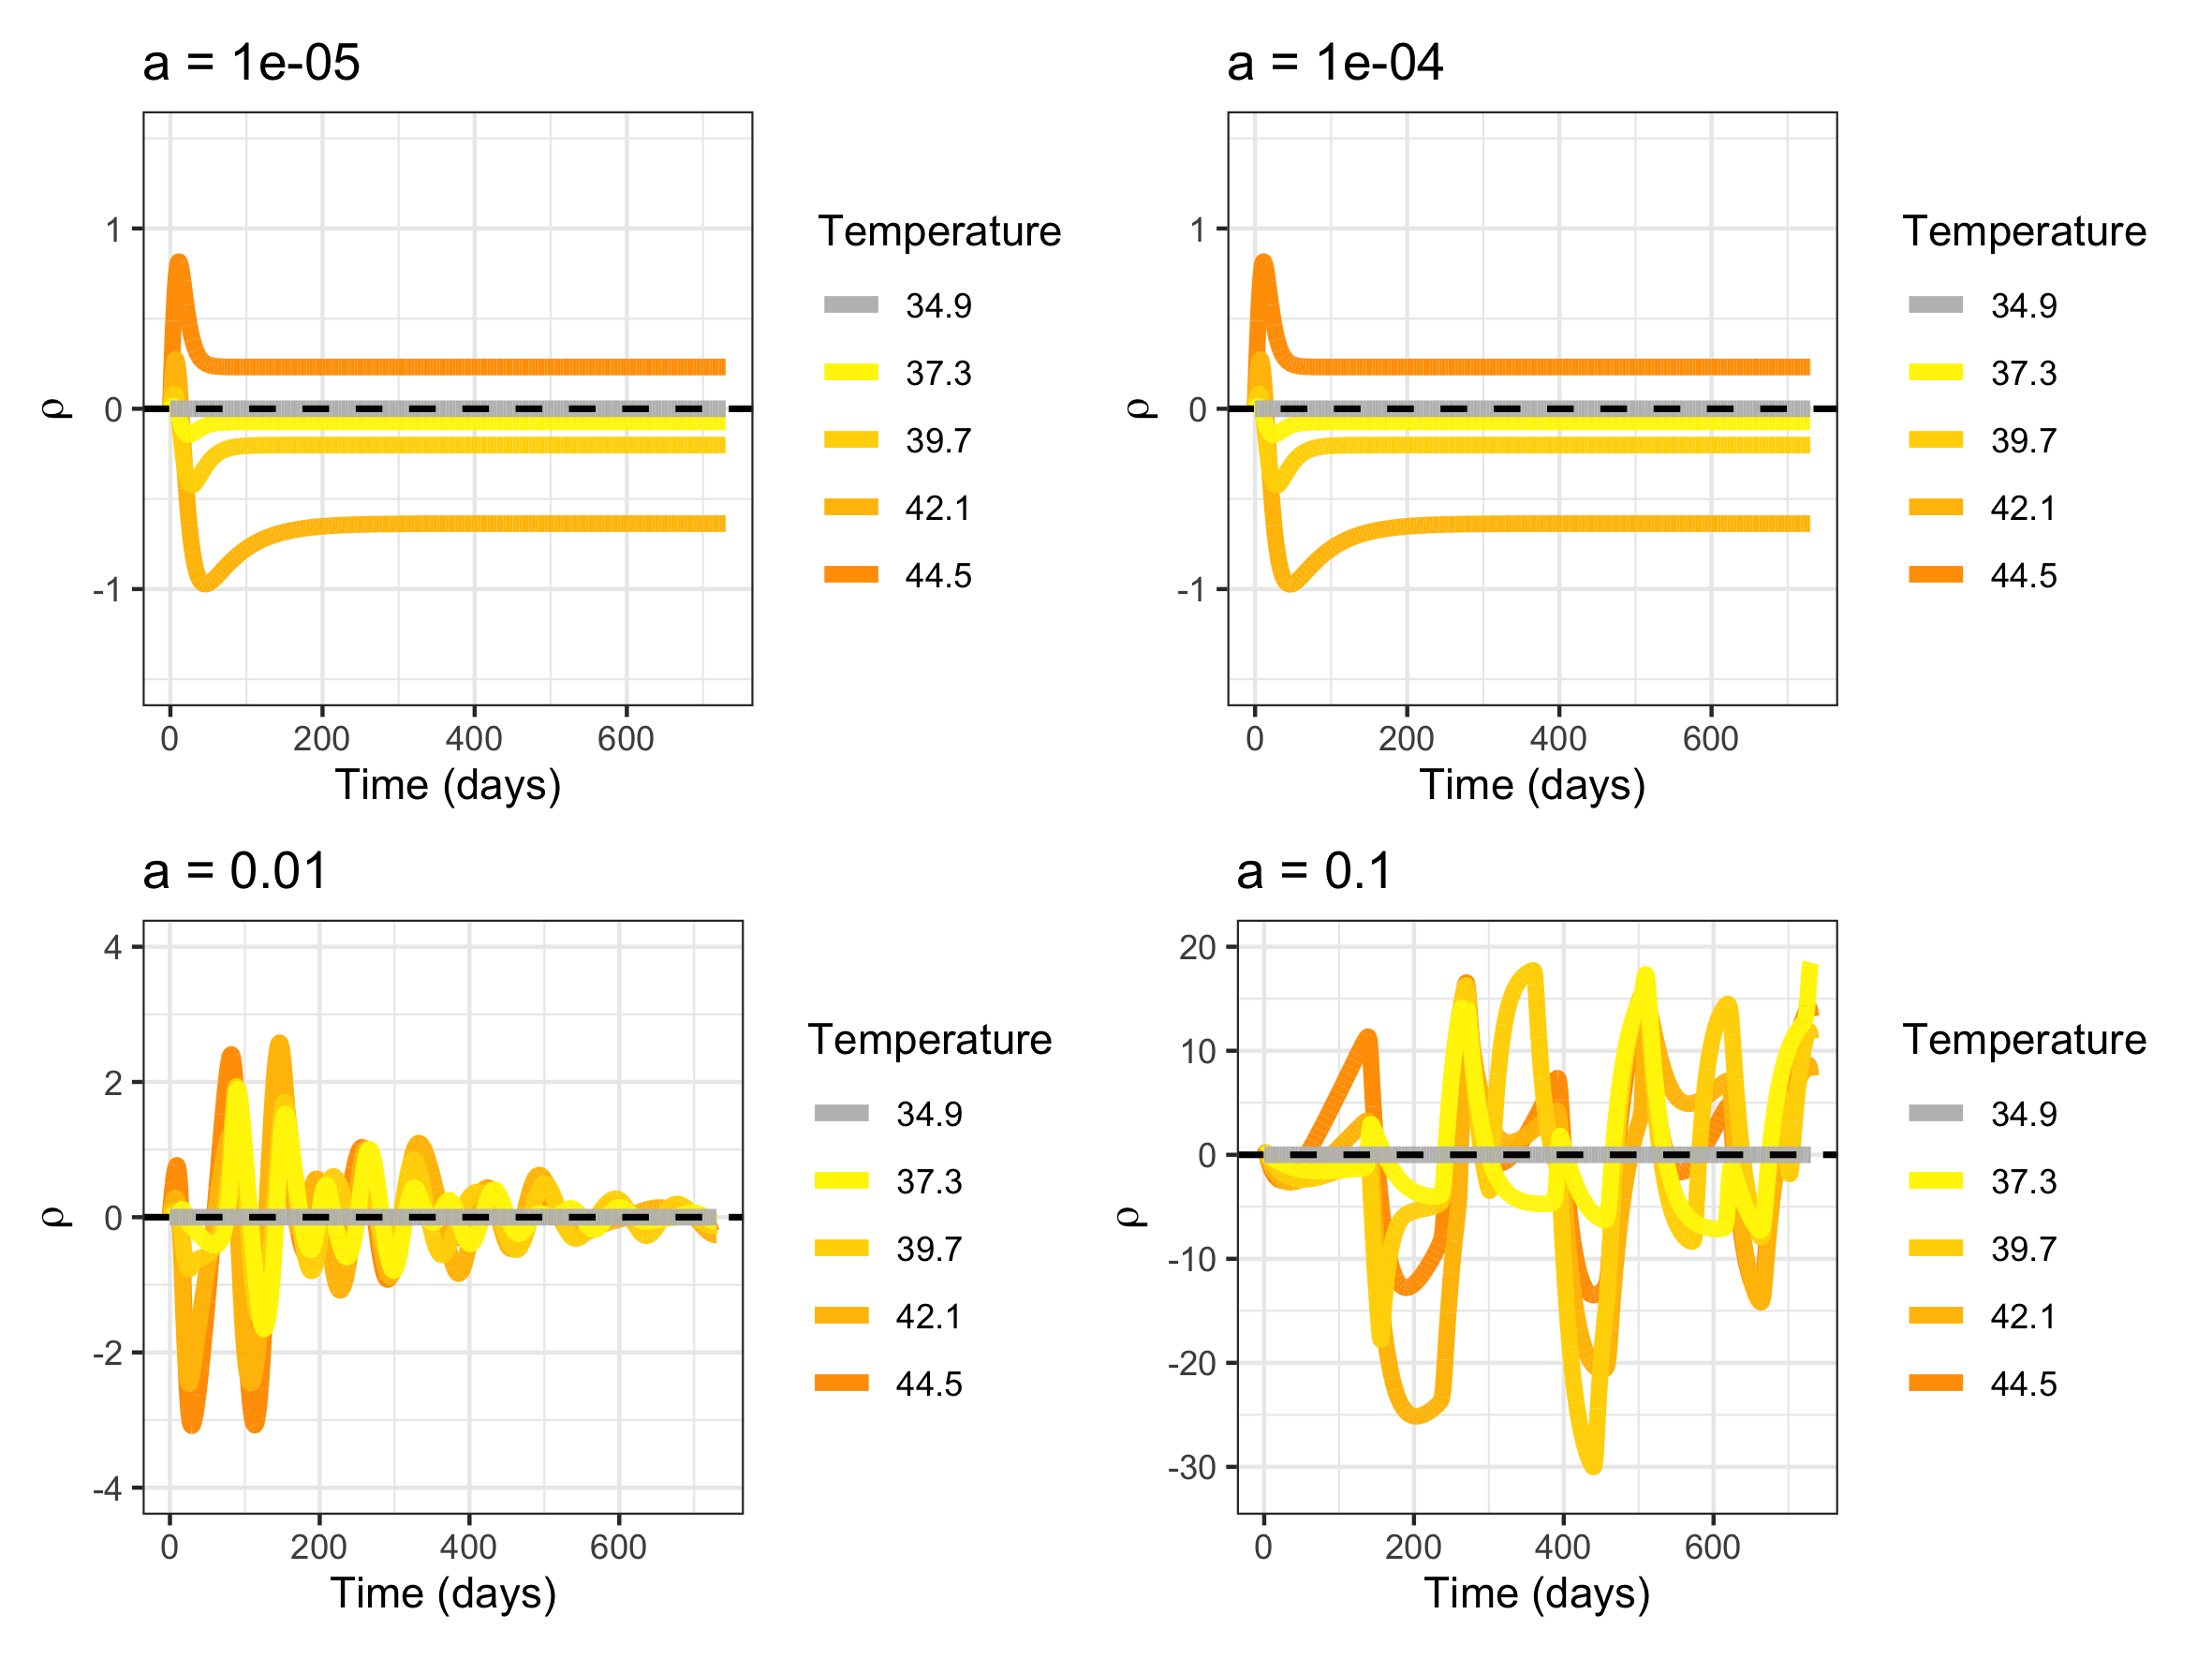 a = 1e-05
1
0
-1
ρ
0 200 400 600
Time (days)
Temperature
34.9
37.3
39.7
42.1
44.5
a = 1e-04
1
0
-1
ρ
0 200 400 600
Time (days)
Temperature
34.9
37.3
39.7
42.1
44.5
a = 0.01
4
2
0
-2
-4
ρ
0 200 400 600
Time (days)
Temperature
34.9
37.3
39.7
42.1
44.5
a = 0.1
20
10
0
-10
-20
-30
ρ
0 200 400 600
Time (days)
Temperature
34.9
37.3
39.7
42.1
44.5